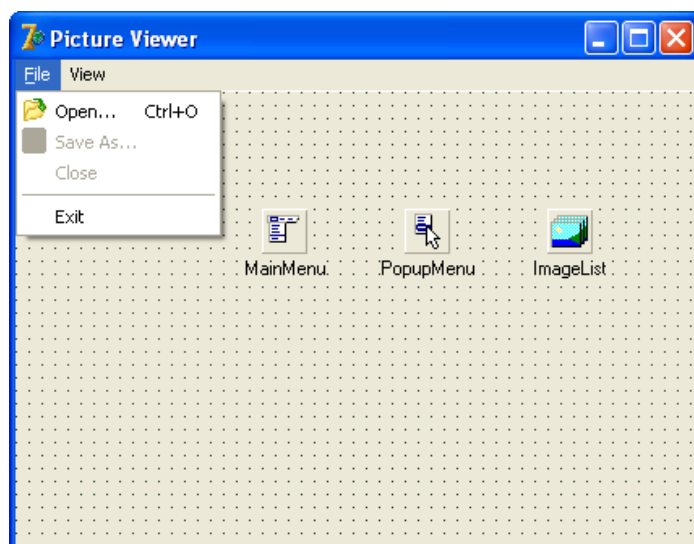 Picture Viewer
File View
Open... Ctrl+O
Save As...
Close
Exit
MainMenu PopupMenu ImageList